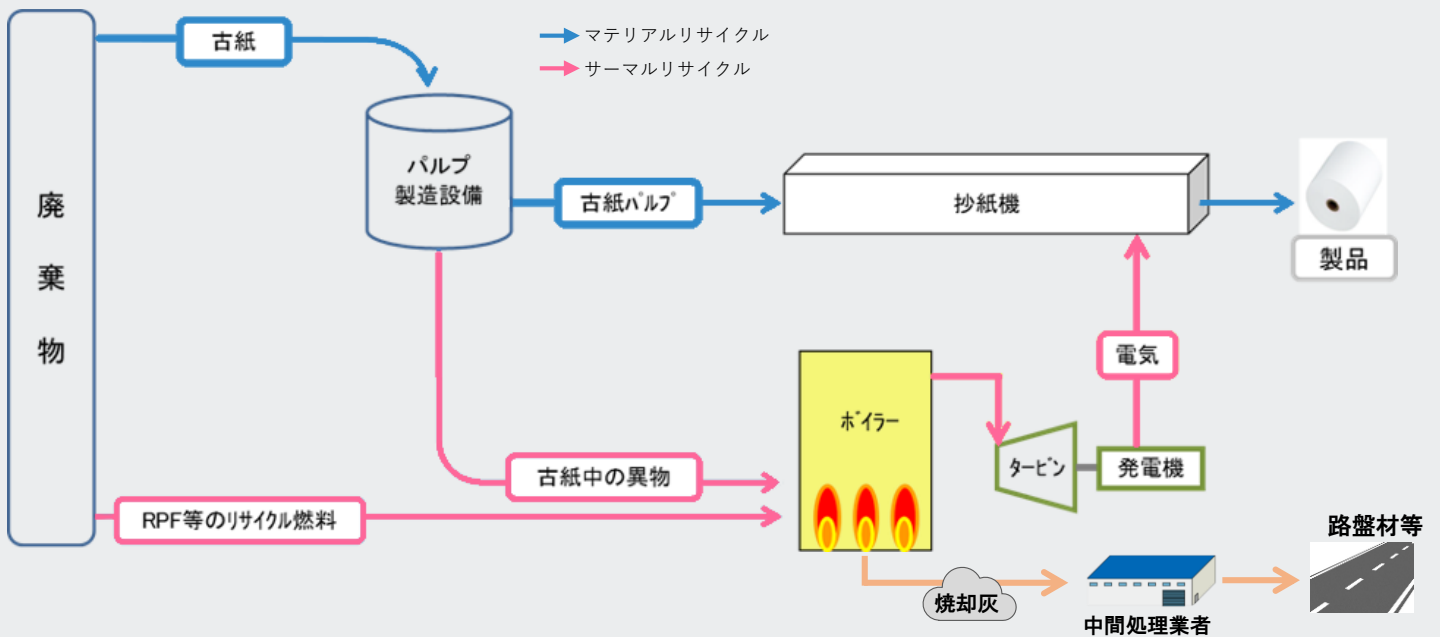 古紙
マテリアルリサイクル
サーマルリサイクル
廃
棄
物
パルプ
製造設備
古紙パルプ
抄紙機
製品
電気
ボイラー
タービン
発電機
古紙中の異物
RPF等のリサイクル燃料
路盤材等
焼却灰
中間処理業者